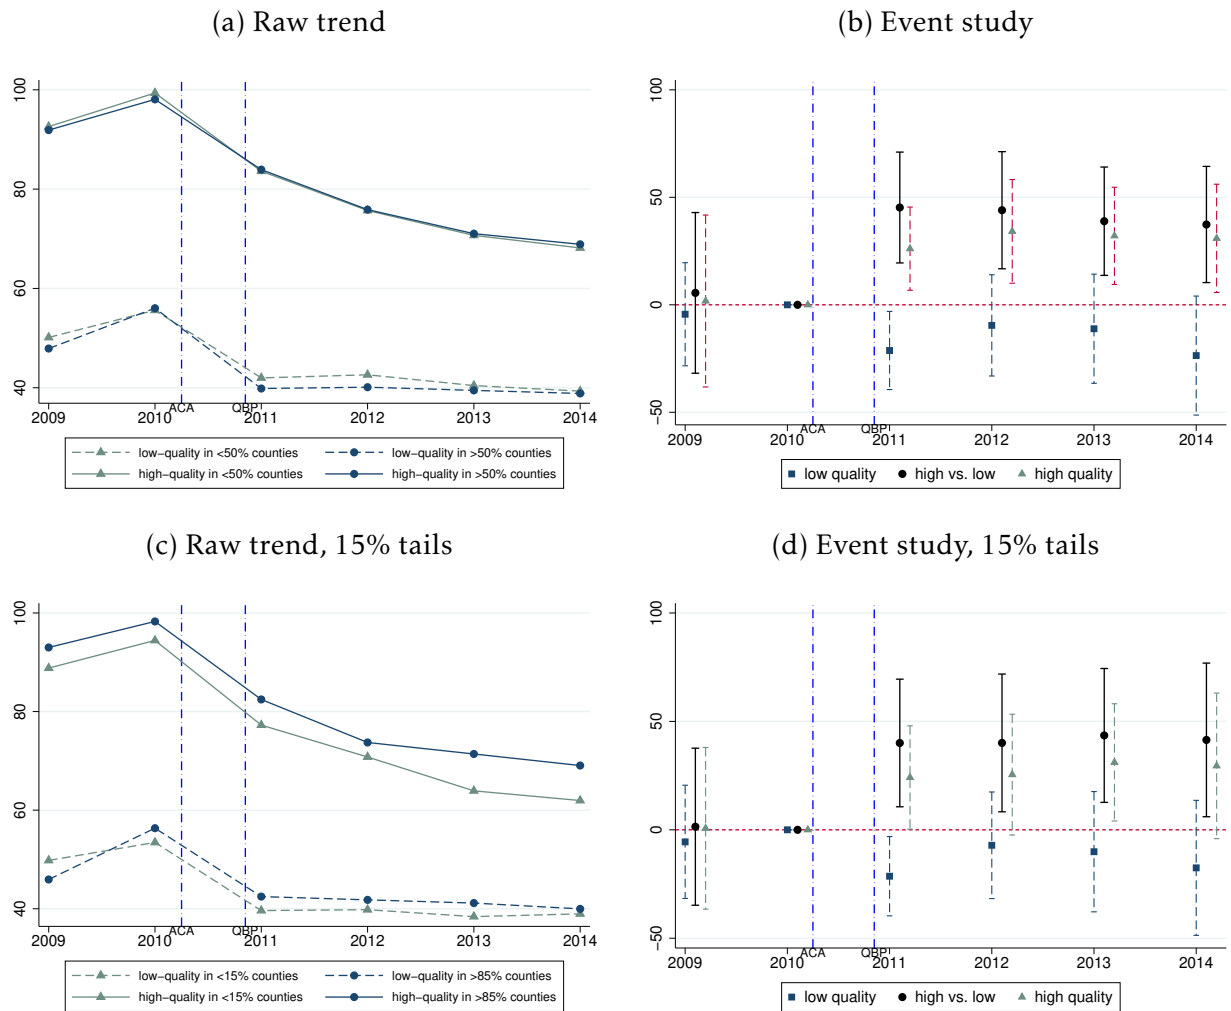 (a) Raw trend
100
80
60
40
2009
2010
ACA
QBP
2011
2012
2013
2014
low−quality in <50% counties
low−quality in >50% counties
high−quality in <50% counties
high−quality in >50% counties
(b) Event study
100
50
0
−50
2009
2010
ACA
QBP
2011
2012
2013
2014
low quality
high vs. low
high quality
(c) Raw trend, 15% tails
100
80
60
40
2009
2010
ACA
QBP
2011
2012
2013
2014
low−quality in <15% counties
low−quality in >85% counties
high−quality in <15% counties
high−quality in >85% counties
(d) Event study, 15% tails
100
50
0
−50
2009
2010
ACA
QBP
2011
2012
2013
2014
low quality
high vs. low
high quality